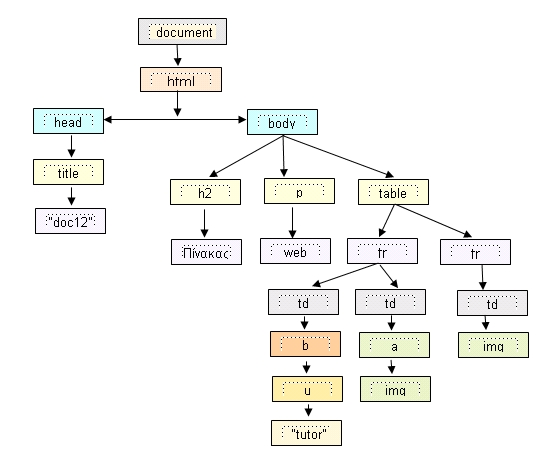 document
html
head
body
title
h2
p
table
"doc12"
Πίνακας
web
tr
tr
td
td
td
b
a
img
u
img
"tutor"